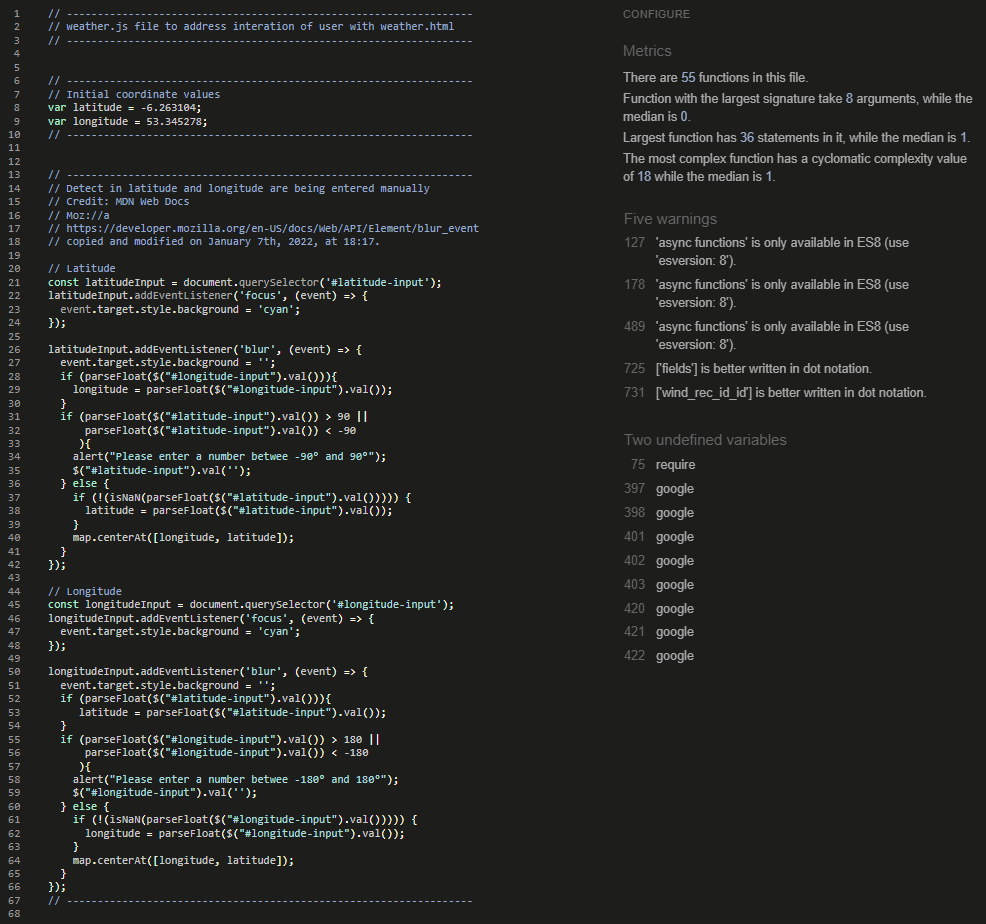 1 // ------------------------------------------------------------------
2 // weather.js file to address interation of user with weather.html
3 // ------------------------------------------------------------------
4
5
6 // ------------------------------------------------------------------
7 // Initial coordinate values
8 var latitude = -6.263104;
9 var longitude = 53.345278;
10 // ------------------------------------------------------------------
11
12
13 // ------------------------------------------------------------------
14 // Detect in latitude and longitude are being entered manually
15 // Credit: MDN Web Docs
16 // Moz://a
17 // https://developer.mozilla.org/en-US/docs/Web/API/Element/blur_event
18 // copied and modified on January 7th, 2022, at 18:17.
19
20 // Latitude
21 const latitudeInput = document.querySelector('#latitude-input');
22 latitudeInput.addEventListener('focus', (event) => {
23   event.target.style.background = 'cyan';
24 });
25
26 latitudeInput.addEventListener('blur', (event) => {
27   event.target.style.background = '';
28   if (parseFloat($("#longitude-input").val())){
29     longitude = parseFloat($("#longitude-input").val());
30   }
31   if (parseFloat($("#latitude-input").val()) > 90 ||
32       parseFloat($("#latitude-input").val()) < -90
33      ){
34     alert("Please enter a number betwee -90º and 90º");
35     $("#latitude-input").val('');
36   } else {
37     if (!(isNaN(parseFloat($("#latitude-input").val())))) {
38       latitude = parseFloat($("#latitude-input").val());
39     }
40     map.centerAt([longitude, latitude]);
41   }
42 });
43
44 // Longitude
45 const longitudeInput = document.querySelector('#longitude-input');
46 longitudeInput.addEventListener('focus', (event) => {
47   event.target.style.background = 'cyan';
48 });
49
50 longitudeInput.addEventListener('blur', (event) => {
51   event.target.style.background = '';
52   if (parseFloat($("#latitude-input").val())){
53      latitude = parseFloat($("#latitude-input").val());
54   }
55   if (parseFloat($("#longitude-input").val()) > 180 ||
56       parseFloat($("#longitude-input").val()) < -180
57      ){
58     alert("Please enter a number betwee -180º and 180º");
59     $("#longitude-input").val('');
60   } else {
61     if (!(isNaN(parseFloat($("#longitude-input").val())))) {
62       longitude = parseFloat($("#longitude-input").val());
63     }
64     map.centerAt([longitude, latitude]);
65   }
66 });
67 // ------------------------------------------------------------------
68
CONFIGURE
Metrics
There are 55 functions in this file.
Function with the largest signature take 8 arguments, while the
median is 0.
Largest function has 36 statements in it, while the median is 1.
The most complex function has a cyclomatic complexity value
of 18 while the median is 1.
Five warnings
127 'async functions' is only available in ES8 (use
'esversion: 8').
178 'async functions' is only available in ES8 (use
'esversion: 8').
489 'async functions' is only available in ES8 (use
'esversion: 8').
725 ['fields'] is better written in dot notation.
731 ['wind_rec_id_id'] is better written in dot notation.
Two undefined variables
75 require
397 google
398 google
401 google
402 google
403 google
420 google
421 google
422 google